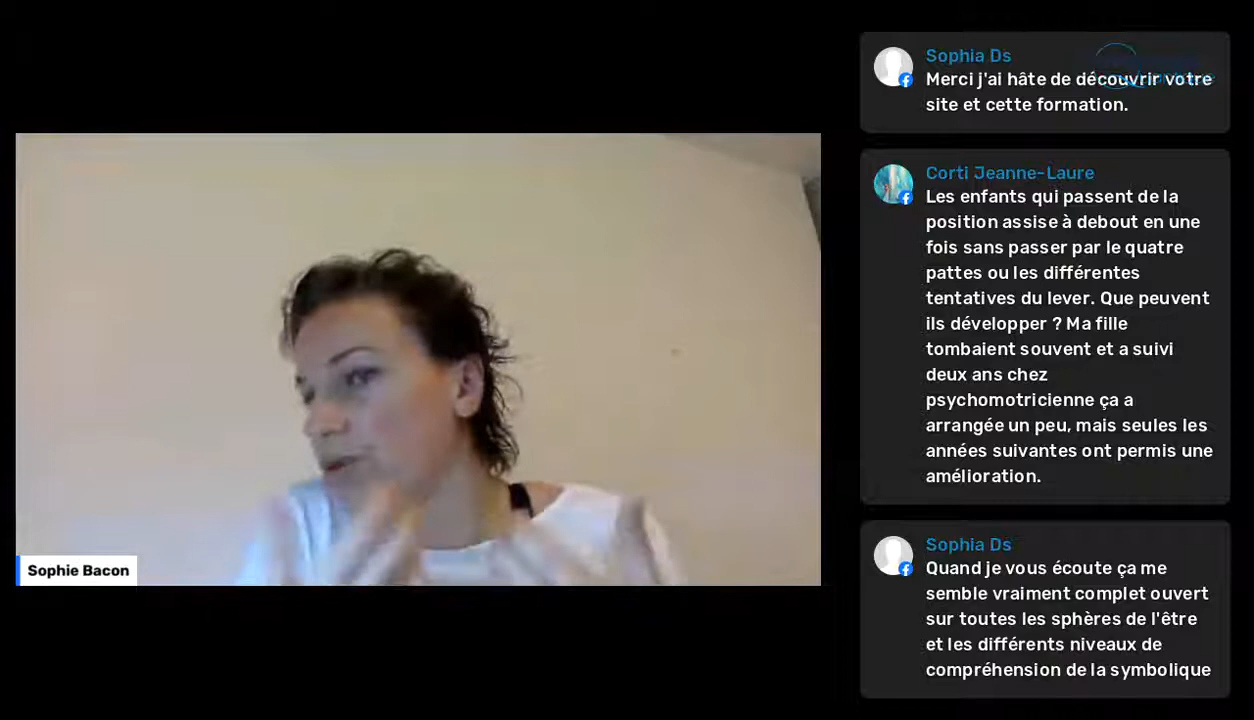 Sophia Ds
Merci j'ai hâte de découvrir votre
site et cette formation.
Corti Jeanne-Laure
Les enfants qui passent de la
position assise à debout en une
fois sans passer par le quatre
pattes ou les différentes
tentatives du lever. Que peuvent
ils développer ? Ma fille
tombaient souvent et a suivi
deux ans chez
psychomotricienne ça a
arrangée un peu, mais seules les
années suivantes ont permis une
amélioration.
Sophia Ds
Quand je vous écoute ça me
semble vraiment complet ouvert
sur toutes les sphères de l'être
et les différents niveaux de
compréhension de la symbolique
Sophie Bacon